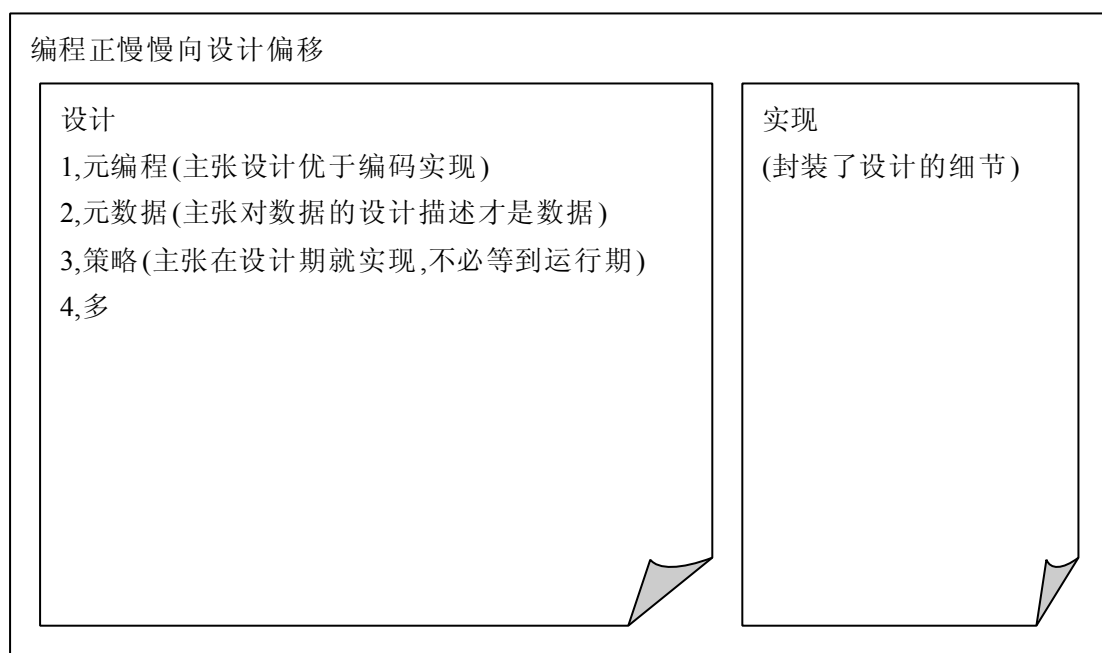 编程正慢慢向设计偏移
设计
1,元编程(主张设计优于编码实现)
2,元数据(主张对数据的设计描述才是数据)
3,策略(主张在设计期就实现,不必等到运行期)
4,多
实现
(封装了设计的细节)